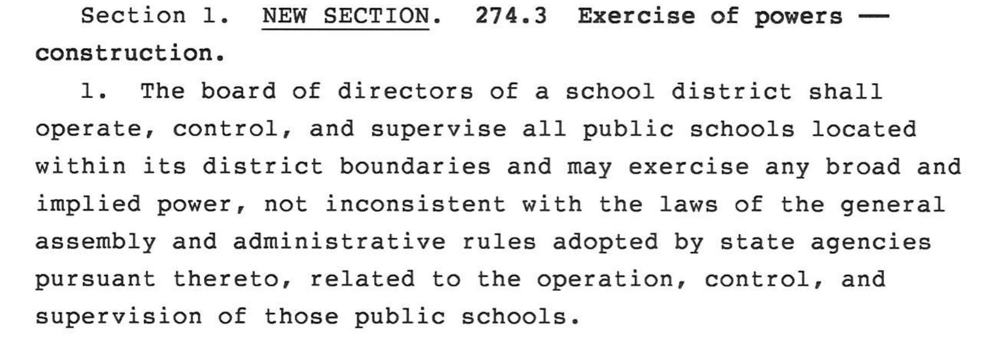 Section 1. NEW SECTION. 274.3 Exercise of powers —
construction.
1. The board of directors of a school district shall
operate, control, and supervise all public schools located
within its district boundaries and may exercise any broad and
implied power, not inconsistent with the laws of the general
assembly and administrative rules adopted by state agencies
pursuant thereto, related to the operation, control, and
supervision of those public schools.